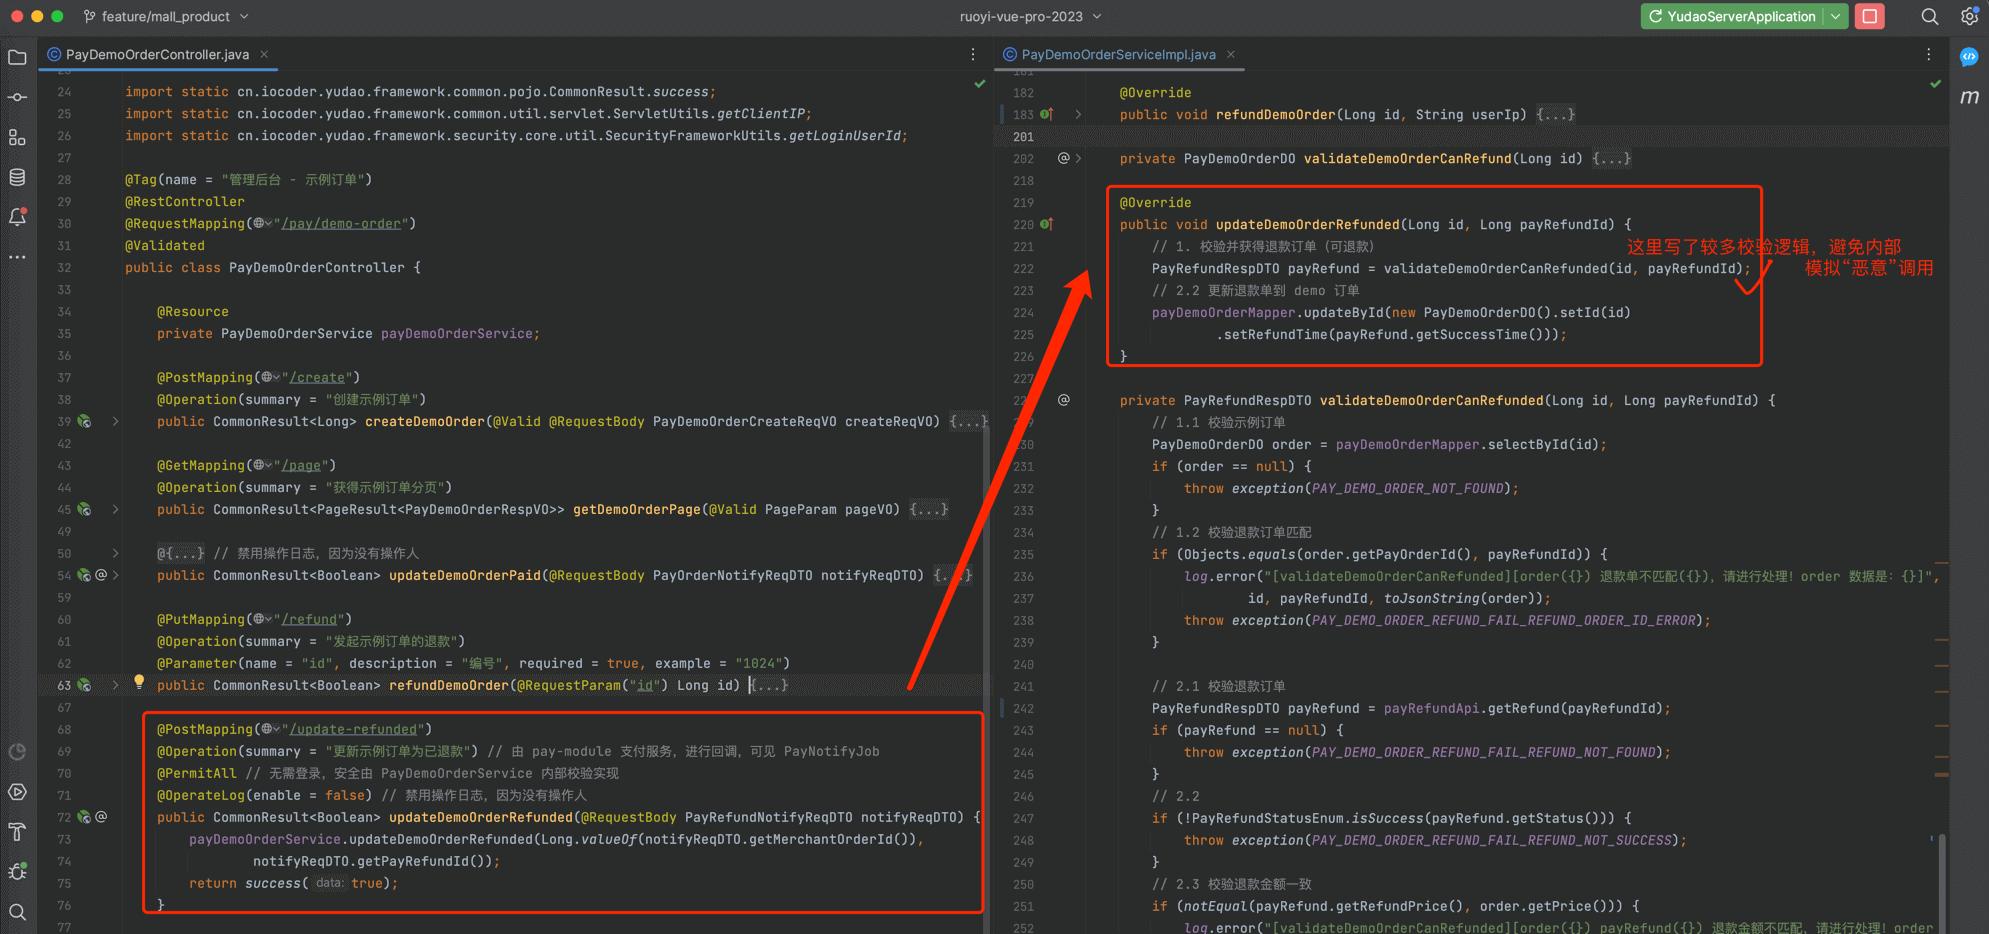 feature/mall_product
ruoyi-vue-pro-2023
YudaoServerApplication
PayDemoOrderController.java
24 import static cn.iocoder.yudao.framework.common.pojo.CommonResult.success;
25 import static cn.iocoder.yudao.framework.common.util.servlet.ServletUtils.getClientIP;
26 import static cn.iocoder.yudao.framework.security.core.util.SecurityFrameworkUtils.getLoginUserId;
27
28 @Tag(name = "管理后台 - 示例订单")
29 @RestController
30 @RequestMapping("/pay/demo-order")
31 @Validated
32 public class PayDemoOrderController {
33
34 @Resource
35 private PayDemoOrderService payDemoOrderService;
36
37 @PostMapping("/create")
38 @Operation(summary = "创建示例订单")
39 public CommonResult<Long> createDemoOrder(@Valid @RequestBody PayDemoOrderCreateReqVO createReqVO) {...}
42
43 @GetMapping("/page")
44 @Operation(summary = "获得示例订单分页")
45 public CommonResult<PageResult<PayDemoOrderRespVO>> getDemoOrderPage(@Valid PageParam pageVO) {...}
49
50 @{...} // 禁用操作日志，因为没有操作人
54 @ public CommonResult<Boolean> updateDemoOrderPaid(@RequestBody PayOrderNotifyReqDTO notifyReqDTO) {...}
59
60 @PutMapping("/refund")
61 @Operation(summary = "发起示例订单的退款")
62 @Parameter(name = "id", description = "编号", required = true, example = "1024")
63 public CommonResult<Boolean> refundDemoOrder(@RequestParam("id") Long id) {...}
67
68 @PostMapping("/update-refunded")
69 @Operation(summary = "更新示例订单为已退款") // 由 pay-module 支付服务，进行回调，可见 PayNotifyJob
70 @PermitAll // 无需登录，安全由 PayDemoOrderService 内部校验实现
71 @OperateLog(enable = false) // 禁用操作日志，因为没有操作人
72 @ public CommonResult<Boolean> updateDemoOrderRefunded(@RequestBody PayRefundNotifyReqDTO notifyReqDTO) {
73 payDemoOrderService.updateDemoOrderRefunded(Long.valueOf(notifyReqDTO.getMerchantOrderId()),
74 notifyReqDTO.getPayRefundId());
75 return success( data: true);
76 }
77
PayDemoOrderServiceImpl.java
m
182 @Override
183 public void refundDemoOrder(Long id, String userIp) {...}
201
202 @ private PayDemoOrderDO validateDemoOrderCanRefund(Long id) {...}
218
219 @Override
220 public void updateDemoOrderRefunded(Long id, Long payRefundId) {
221 // 1. 校验并获得退款订单（可退款）
222 PayRefundRespDTO payRefund = validateDemoOrderCanRefunded(id, payRefundId);
223 // 2.2 更新退款单到 demo 订单
224 payDemoOrderMapper.updateById(new PayDemoOrderDO().setId(id)
225 .setRefundTime(payRefund.getSuccessTime()));
226 }
这里写了较多校验逻辑，避免内部
模拟“恶意”调用
227
@ private PayRefundRespDTO validateDemoOrderCanRefunded(Long id, Long payRefundId) {
// 1.1 校验示例订单
230 PayDemoOrderDO order = payDemoOrderMapper.selectById(id);
231 if (order == null) {
232 throw exception(PAY_DEMO_ORDER_NOT_FOUND);
233 }
234 // 1.2 校验退款订单匹配
235 if (Objects.equals(order.getPayOrderId(), payRefundId)) {
236 log.error("[validateDemoOrderCanRefunded][order({}) 退款单不匹配({})，请进行处理！order 数据是：{}]",
237 id, payRefundId, toJsonString(order));
238 throw exception(PAY_DEMO_ORDER_REFUND_FAIL_REFUND_ORDER_ID_ERROR);
239 }
240
241 // 2.1 校验退款订单
242 PayRefundRespDTO payRefund = payRefundApi.getRefund(payRefundId);
243 if (payRefund == null) {
244 throw exception(PAY_DEMO_ORDER_REFUND_FAIL_REFUND_NOT_FOUND);
245 }
246 // 2.2
247 if (!PayRefundStatusEnum.isSuccess(payRefund.getStatus())) {
248 throw exception(PAY_DEMO_ORDER_REFUND_FAIL_REFUND_NOT_SUCCESS);
249 }
250 // 2.3 校验退款金额一致
251 if (notEqual(payRefund.getRefundPrice(), order.getPrice())) {
252 log.error("[validateDemoOrderCanRefunded][order({}) payRefund({}) 退款金额不匹配，请进行处理！order